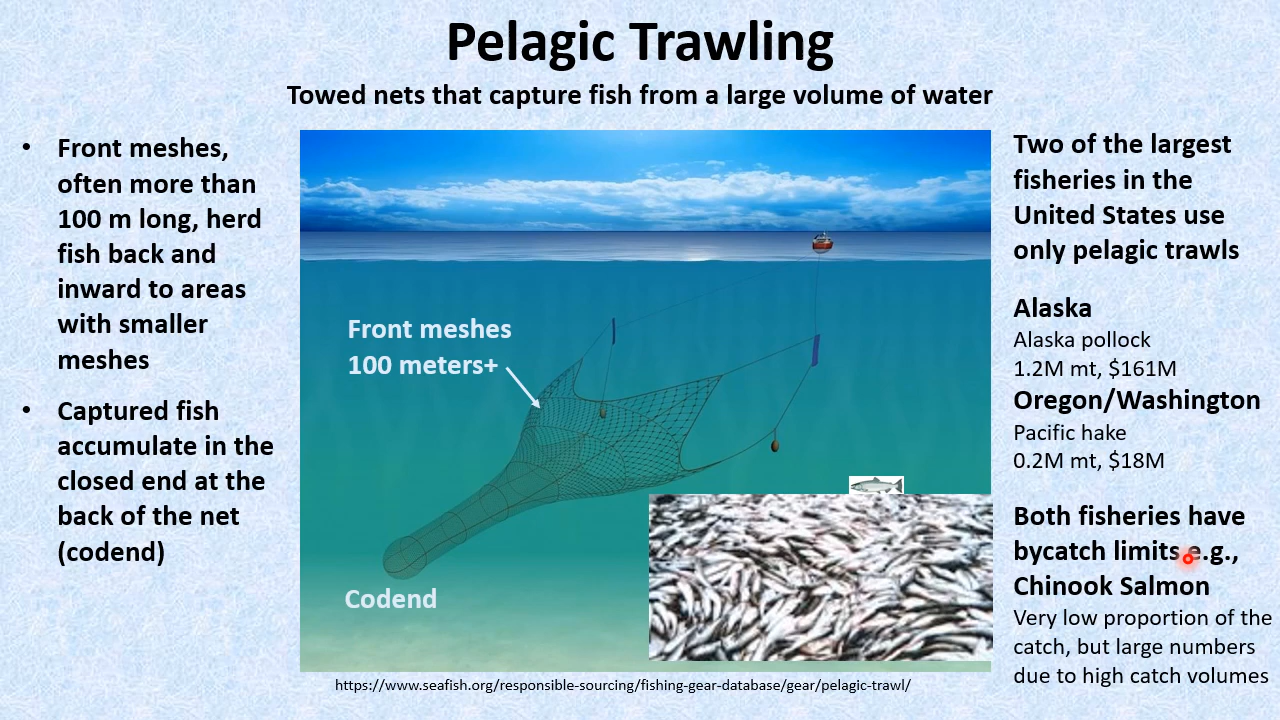 Pelagic Trawling
Towed nets that capture fish from a large volume of water
• Front meshes,
often more than
100 m long, herd
fish back and
inward to areas
with smaller
meshes
• Captured fish
accumulate in the
closed end at the
back of the net
(codend)
Front meshes
100 meters+
Codend
https://www.seafish.org/responsible-sourcing/fishing-gear-database/gear/pelagic-trawl/
Two of the largest
fisheries in the
United States use
only pelagic trawls
Alaska
Alaska pollock
1.2M mt, $161M
Oregon/Washington
Pacific hake
0.2M mt, $18M
Both fisheries have
bycatch limits e.g.,
Chinook Salmon
Very low proportion of the
catch, but large numbers
due to high catch volumes